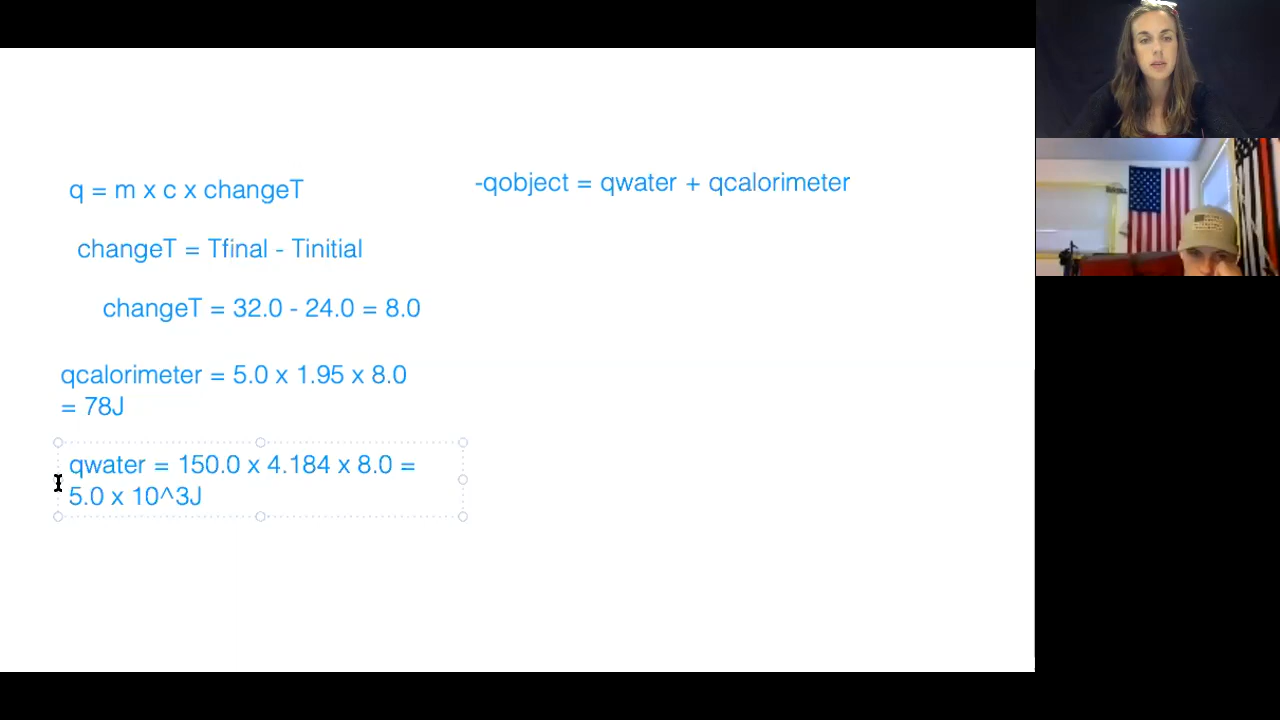 q = m x c x changeT
-qobject = qwater + qcalorimeter
changeT = Tfinal - Tinitial
changeT = 32.0 - 24.0 = 8.0
qcalorimeter = 5.0 x 1.95 x 8.0
= 78J
qwater = 150.0 x 4.184 x 8.0 =
5.0 x 10^3J